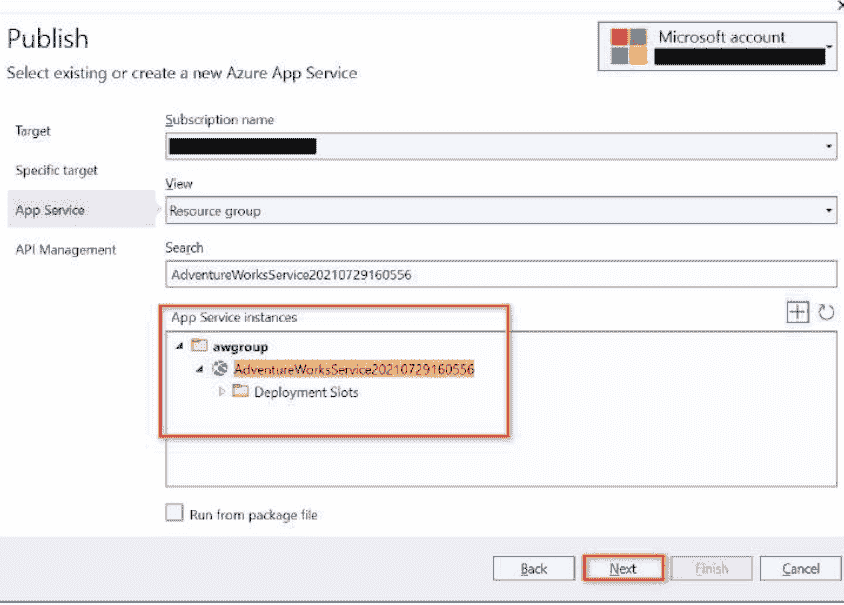 Publish
Microsoft account
Select existing or create a new Azure App Service
Target
Specific target
App Service
API Management
Subscription name
View
Resource group
Search
AdventureWorksService20210729160556
App Service instances
awgroup
AdventureWorksService20210729160556
Deployment Slots
Run from package file
Back
Next
Finish
Cancel